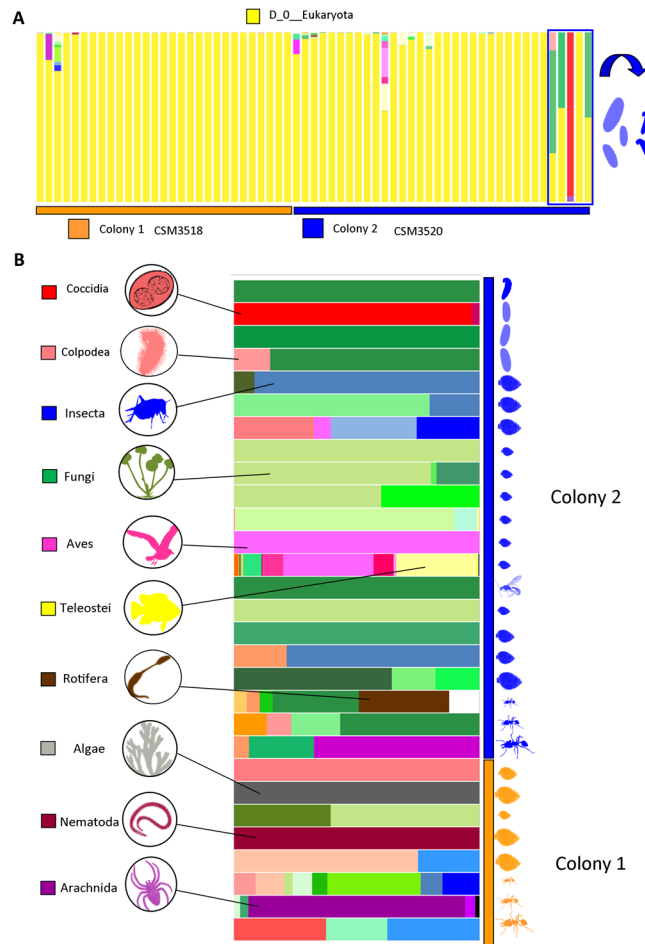 A
D_0__Eukaryota
Colony 1 CSM3518
Colony 2 CSM3520
B
Coccidia
Colpodea
Insecta
Fungi
Aves
Teleostei
Rotifera
Algae
Nematoda
Arachnida
Colony 2
Colony 1